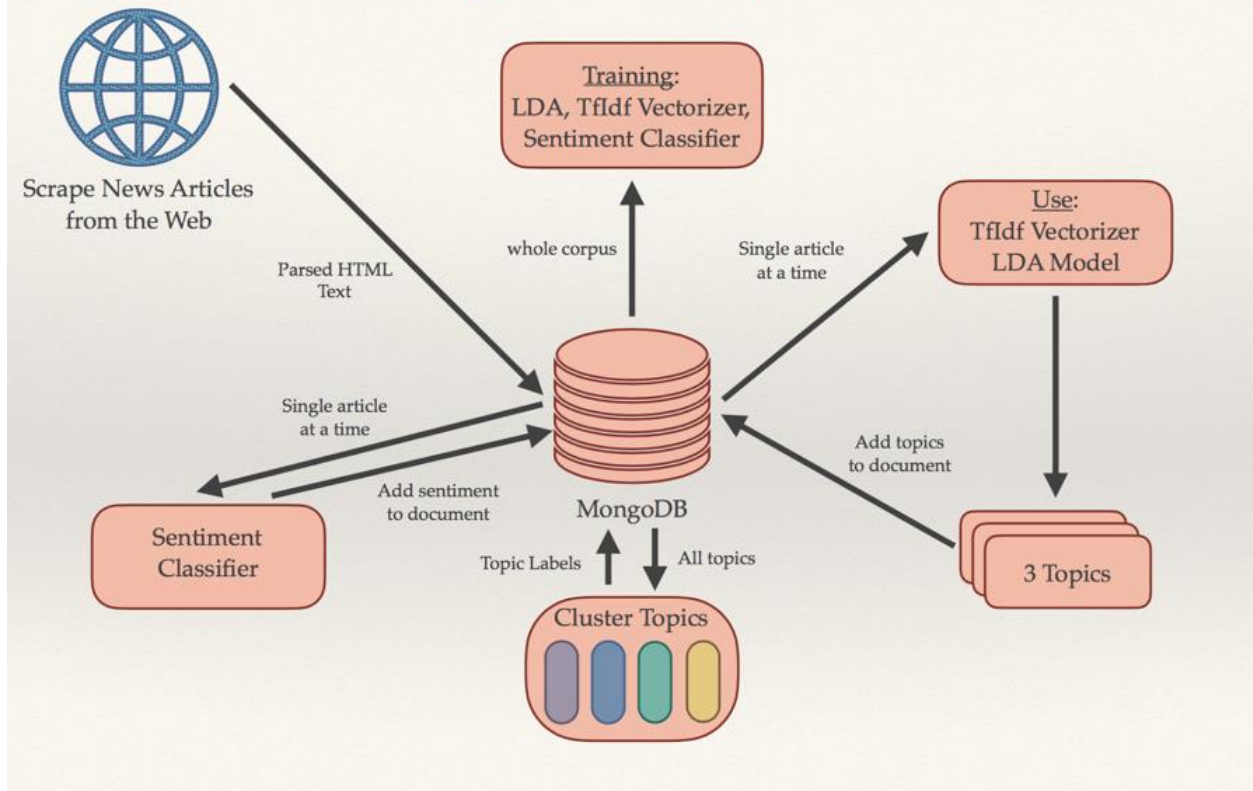 Scrape News Articles
from the Web
Training:
LDA, TfIdf Vectorizer,
Sentiment Classifier
Use:
TfIdf Vectorizer
LDA Model
whole corpus
Single article
at a time
Parsed HTML
Text
Single article
at a time
Add sentiment
to document
Add topics
to document
MongoDB
Sentiment
Classifier
Topic Labels
All topics
3 Topics
Cluster Topics